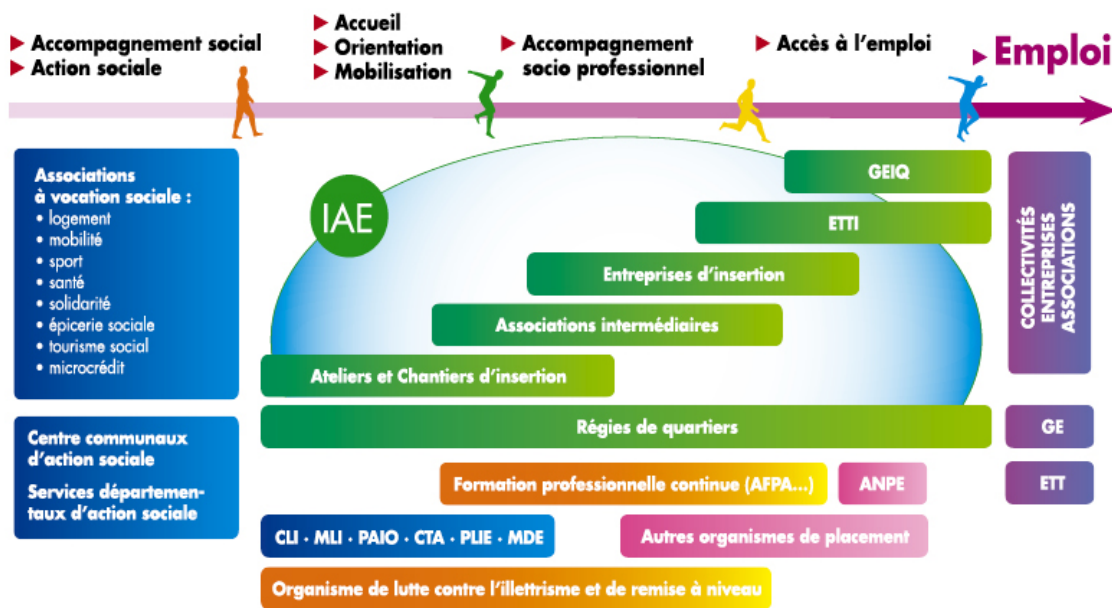 Accompagnement social
Action sociale
Accueil
Orientation
Mobilisation
Accompagnement
socio professionnel
Accès à l'emploi
Emploi
Associations
à vocation sociale :
• logement
• mobilité
• sport
• santé
• solidarité
• épicerie sociale
• tourisme social
• microcrédit
Centre communaux
d'action sociale
Services départemen-
taux d'action sociale
IAE
GEIQ
ETTI
Entreprises d'insertion
Associations intermédiaires
Ateliers et Chantiers d'insertion
Régies de quartiers
Formation professionnelle continue (AFPA...)
ANPE
CLI · MLI · PAIO · CTA · PLIE · MDE
Autres organismes de placement
Organisme de lutte contre l'illettrisme et de remise à niveau
COLLECTIVITÉS
ENTREPRISES
ASSOCIATIONS
GE
ETT